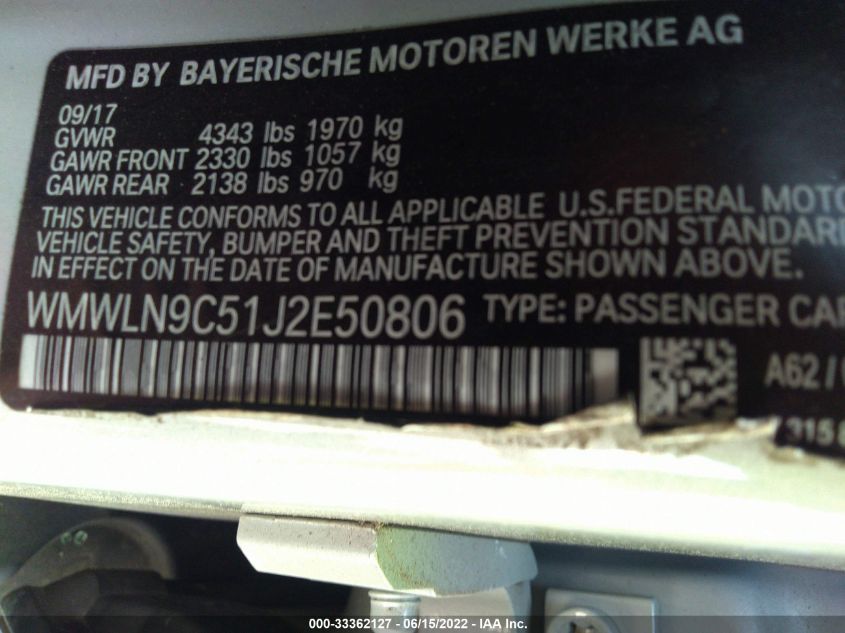 MFD BY BAYERISCHE MOTOREN WERKE AG
09/17
GVWR 4343 lbs 1970 kg
GAWR FRONT 2330 lbs 1057 kg
GAWR REAR 2138 lbs 970 kg
THIS VEHICLE CONFORMS TO ALL APPLICABLE U.S.FEDERAL MOTO
VEHICLE SAFETY, BUMPER AND THEFT PREVENTION STANDARD
IN EFFECT ON THE DATE OF MANUFACTURE SHOWN ABOVE.
WMWLN9C51J2E50806 TYPE: PASSENGER CAR
A62/
315
000-33362127 - 06/15/2022 - IAA Inc.